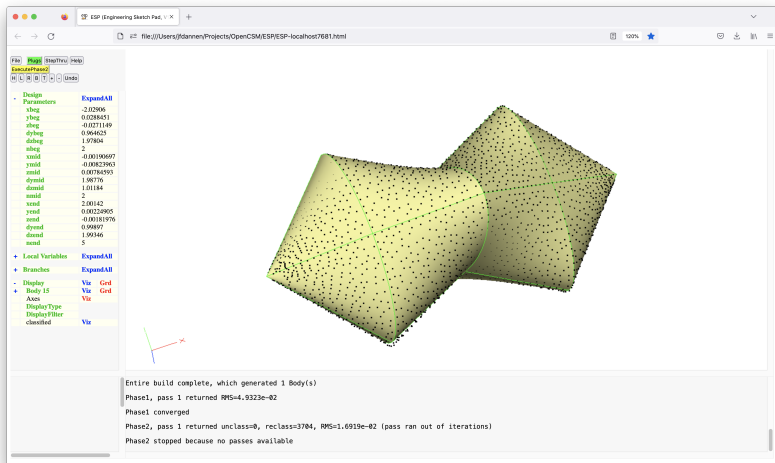 ESP (Engineering Sketch Pad, V
file:///Users/jfdannen/Projects/OpenCSM/ESP/ESP-localhost7681.html
120%
File Plugs StepThru Help
ExecutePhase2
H L R B T + - Undo
- Design Parameters ExpandAll
xbeg -2.02906
ybeg 0.0288451
zbeg -0.0271149
dybeg 0.964625
dzbeg 1.97804
nbeg 2
xmid -0.00190697
ymid -0.00823963
zmid 0.00784593
dymid 1.98776
dzmid 1.01184
nmid 2
xend 2.00142
yend 0.00224905
zend -0.00181976
dyend 0.99897
dzend 1.99346
nend 5
+ Local Variables ExpandAll
+ Branches ExpandAll
- Display Viz Grd
+ Body 15 Viz Grd
Axes Viz
DisplayType
DisplayFilter
classified Viz
X
Entire build complete, which generated 1 Body(s)
Phase1, pass 1 returned RMS=4.9323e-02
Phase1 converged
Phase2, pass 1 returned unclass=0, reclass=3704, RMS=1.6919e-02 (pass ran out of iterations)
Phase2 stopped because no passes available